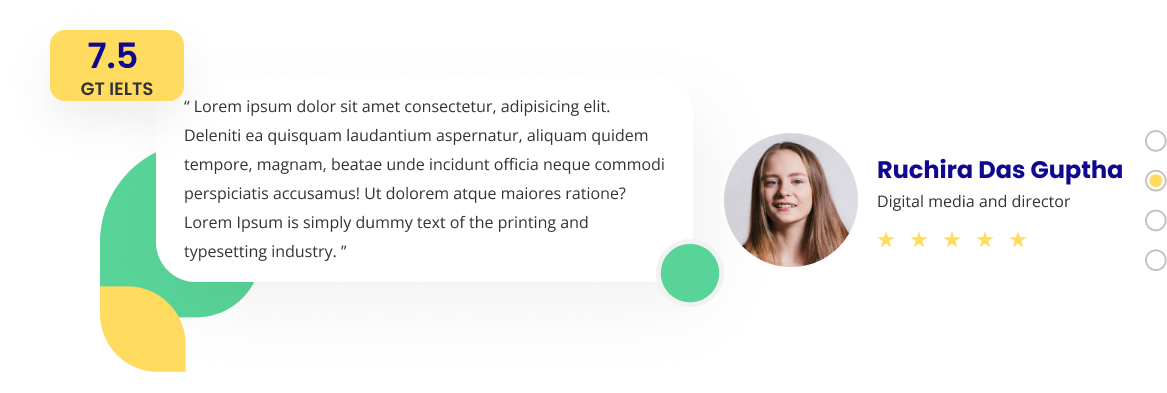 7.5
GT IELTS
“ Lorem ipsum dolor sit amet consectetur, adipisicing elit.
Deleniti ea quisquam laudantium aspernatur, aliquam quidem
tempore, magnam, beatae unde incidunt officia neque commodi
perspiciatis accusamus! Ut dolorem atque maiores ratione?
Lorem Ipsum is simply dummy text of the printing and
typesetting industry. ”
Ruchira Das Guptha
Digital media and director